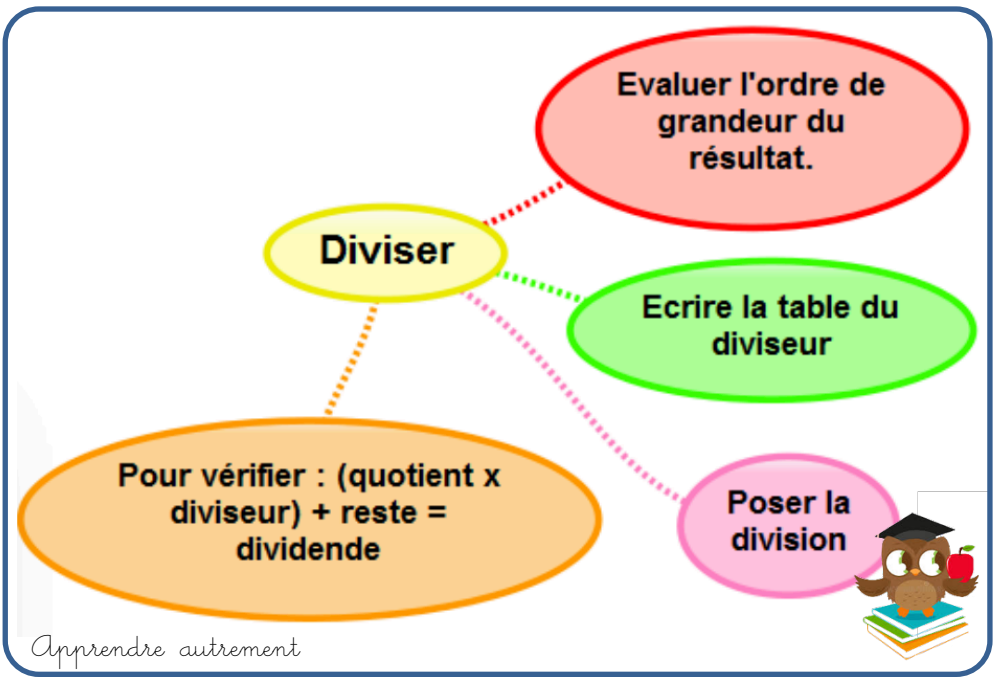 Diviser
Evaluer l'ordre de
grandeur du
résultat.
Ecrire la table du
diviseur
Poser la
division
Pour vérifier : (quotient x
diviseur) + reste =
dividende
Apprendre autrement